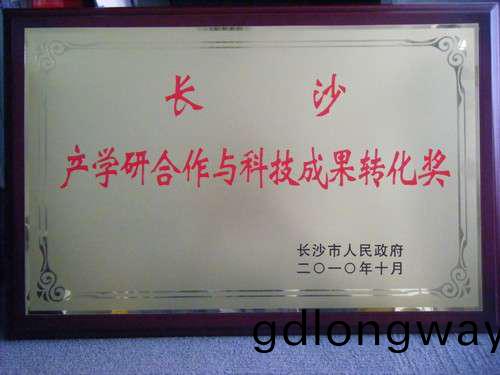 长 沙
产学研合作与科技成果转化奖
长沙市人民政府
二〇一〇年十月
gdlongway